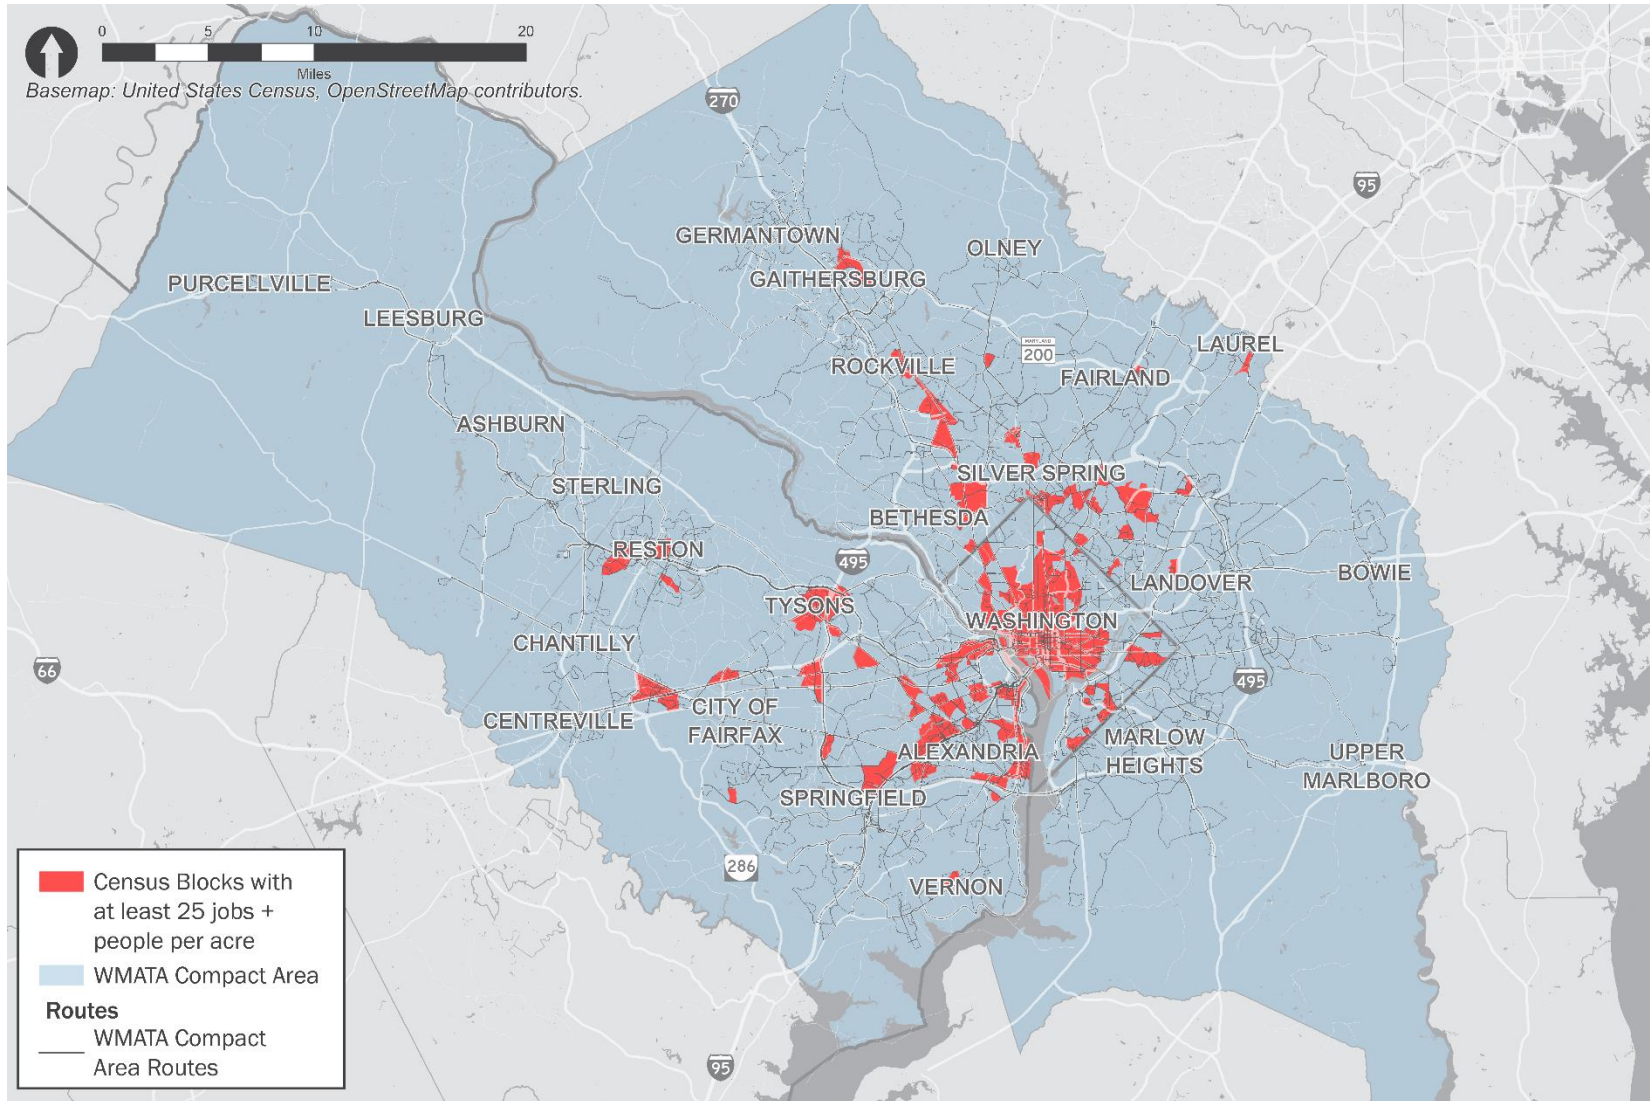 0 5 10 20
Miles
Basemap: United States Census, OpenStreetMap contributors.
270
95
GERMANTOWN
OLNEY
GAITHERSBURG
PURCELLVILLE
LEESBURG
MARYLAND
200
LAUREL
ROCKVILLE
FAIRLAND
ASHBURN
SILVER SPRING
STERLING
BETHESDA
RESTON
495
LANDOVER
BOWIE
TYSONS
WASHINGTON
CHANTILLY
66
495
CENTREVILLE
CITY OF
FAIRFAX
ALEXANDRIA
MARLOW
HEIGHTS
UPPER
MARLBORO
SPRINGFIELD
286
VERNON
95
Census Blocks with
at least 25 jobs +
people per acre
WMATA Compact Area
Routes
WMATA Compact
Area Routes